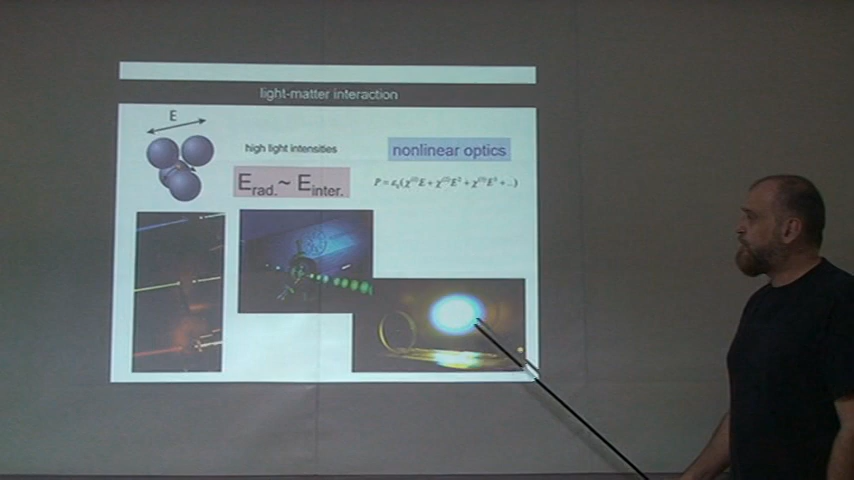 light-matter interaction
E
high light intensities
nonlinear optics
E_rad. ~ E_inter.
P = ε₀(χ⁽¹⁾E + χ⁽²⁾E² + χ⁽³⁾E³ + ..)